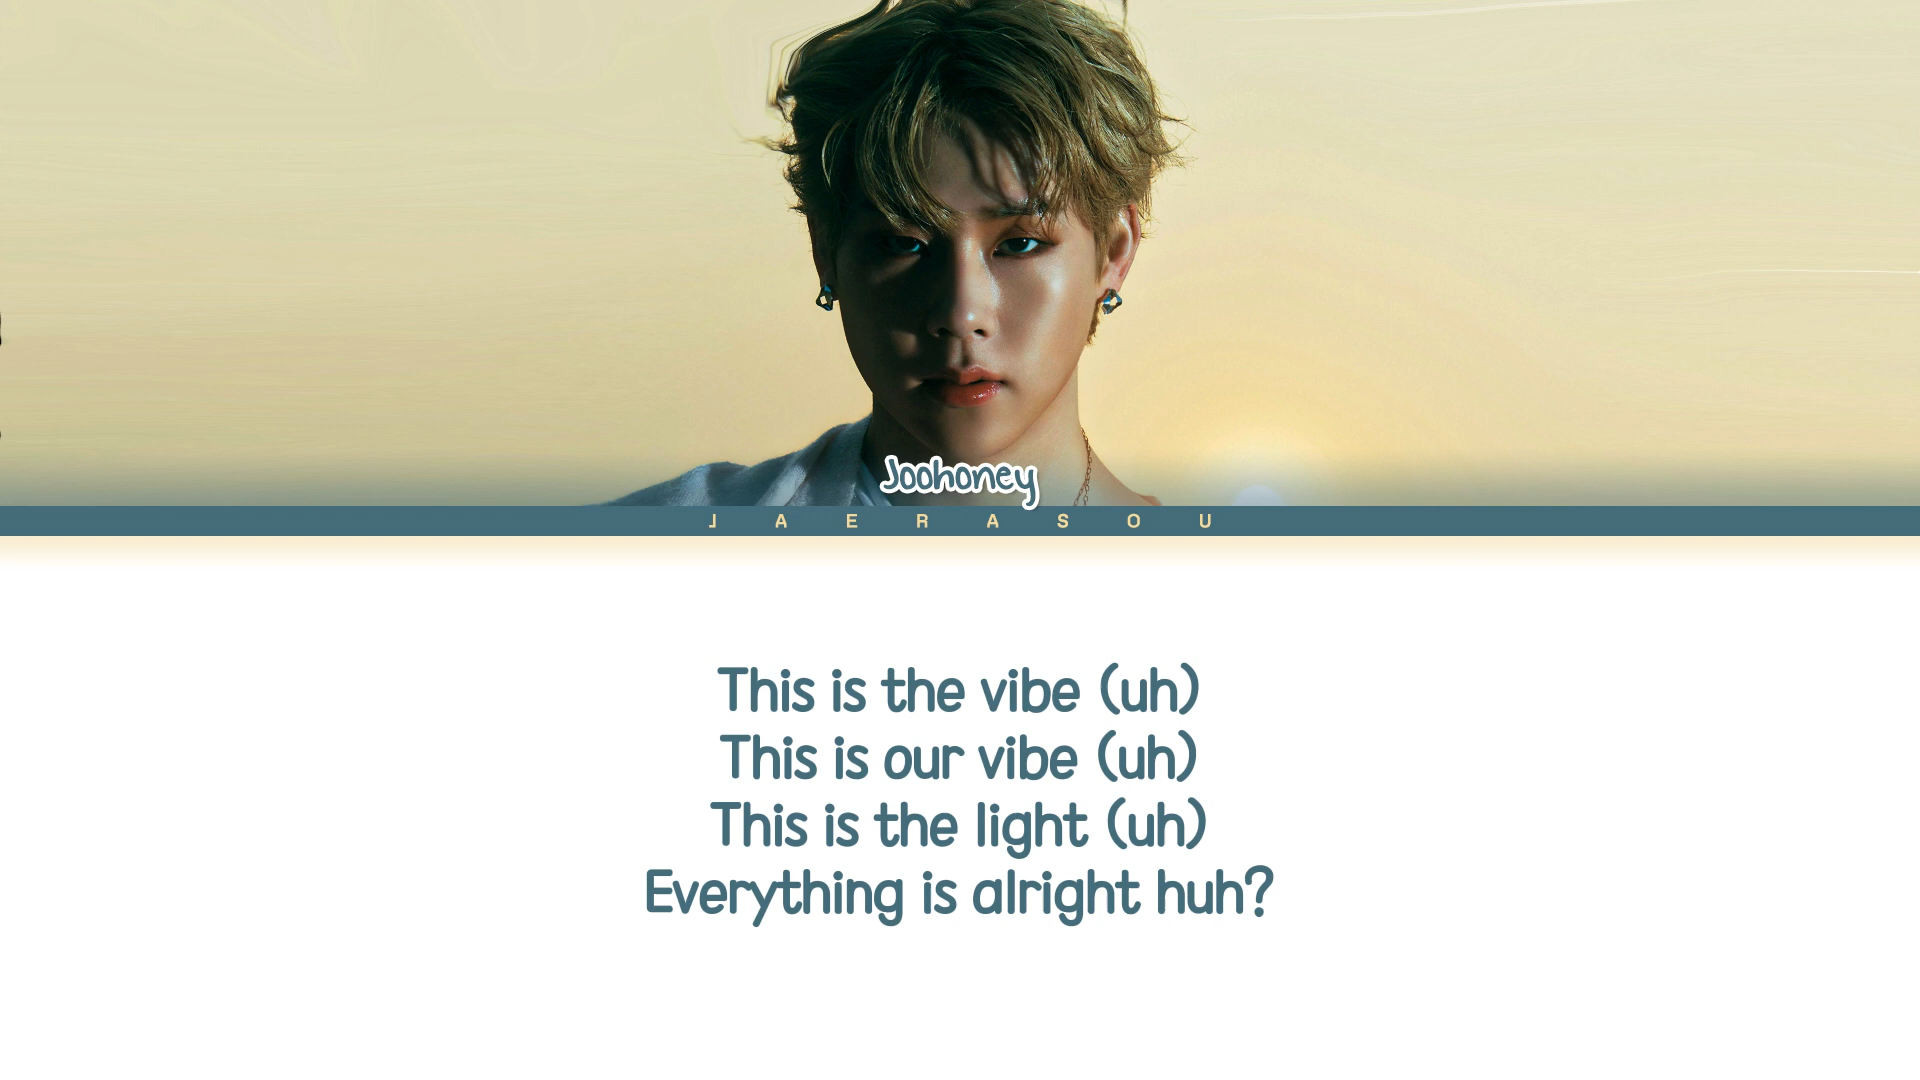 Joohoney
JAERASOU
This is the vibe (uh)
This is our vibe (uh)
This is the light (uh)
Everything is alright huh?